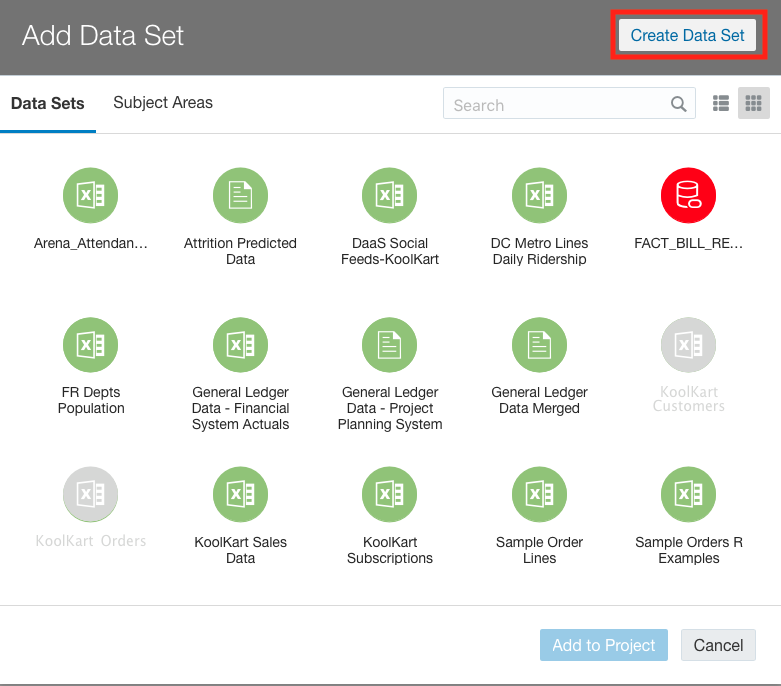 Add Data Set
Create Data Set
Data Sets
Subject Areas
Search
Arena_Attendan...
Attrition Predicted
Data
DaaS Social
Feeds-KoolKart
DC Metro Lines
Daily Ridership
FACT_BILL_RE...
FR Depts
Population
General Ledger
Data - Financial
System Actuals
General Ledger
Data - Project
Planning System
General Ledger
Data Merged
KoolKart
Customers
KoolKart Orders
KoolKart Sales
Data
KoolKart
Subscriptions
Sample Order
Lines
Sample Orders R
Examples
Add to Project
Cancel